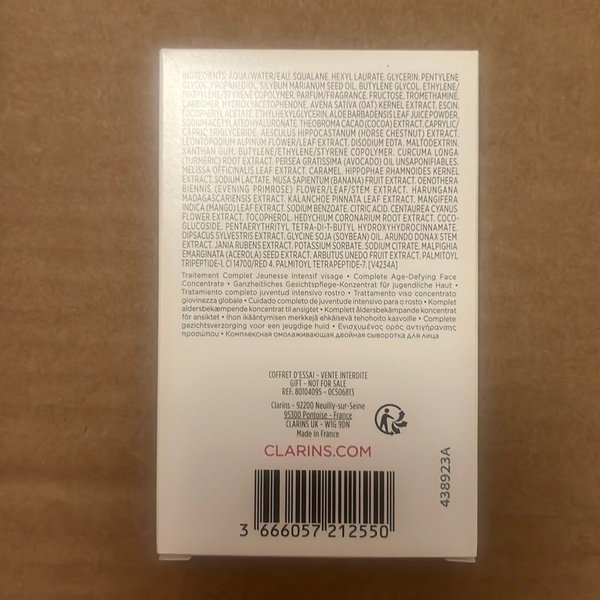 INGREDIENTS: AQUA/WATER/EAU, SQUALANE, HEXYL LAURATE, GLYCERIN, PENTYLENE
GLYCOL, PROPANEDIOL, SILYBUM MARIANUM SEED OIL, BUTYLENE GLYCOL, ETHYLENE/
PROPYLENE/STYRENE COPOLYMER, PARFUM/FRAGRANCE, FRUCTOSE, TROMETHAMINE,
CARBOMER, HYDROXYACETOPHENONE, AVENA SATIVA (OAT) KERNEL EXTRACT, ESCIN,
TOCOPHERYL ACETATE, ETHYLHEXYLGLYCERIN, ALOE BARBADENSIS LEAF JUICE POWDER,
SODIUM ACETYLATED HYALURONATE, THEOBROMA CACAO (COCOA) EXTRACT, CAPRYLIC/
CAPRIC TRIGLYCERIDE, AESCULUS HIPPOCASTANUM (HORSE CHESTNUT) EXTRACT,
LEONTOPODIUM ALPINUM FLOWER/LEAF EXTRACT, DISODIUM EDTA, MALTODEXTRIN,
XANTHAN GUM, BUTYLENE/ETHYLENE/STYRENE COPOLYMER, CURCUMA LONGA
(TURMERIC) ROOT EXTRACT, PERSEA GRATISSIMA (AVOCADO) OIL UNSAPONIFIABLES,
MELISSA OFFICINALIS LEAF EXTRACT, CARAMEL, HIPPOPHAE RHAMNOIDES KERNEL
EXTRACT, SODIUM LACTATE, MUSA SAPIENTUM (BANANA) FRUIT EXTRACT, OENOTHERA
BIENNIS (EVENING PRIMROSE) FLOWER/LEAF/STEM EXTRACT, HARUNGANA
MADAGASCARIENSIS EXTRACT, KALANCHOE PINNATA LEAF EXTRACT, MANGIFERA
INDICA (MANGO) LEAF EXTRACT, SODIUM BENZOATE, CITRIC ACID, CENTAUREA CYANUS
FLOWER EXTRACT, TOCOPHEROL, HEDYCHIUM CORONARIUM ROOT EXTRACT, COCO-
GLUCOSIDE, PENTAERYTHRITYL TETRA-DI-T-BUTYL HYDROXYHYDROCINNAMATE,
DIPSACUS SYLVESTRIS EXTRACT, GLYCINE SOJA (SOYBEAN) OIL, ARUNDO DONAX STEM
EXTRACT, JANIA RUBENS EXTRACT, POTASSIUM SORBATE, SODIUM CITRATE, MALPIGHIA
EMARGINATA (ACEROLA) SEED EXTRACT, ARBUTUS UNEDO FRUIT EXTRACT, PALMITOYL
TRIPEPTIDE-1, CI 14700/RED 4, PALMITOYL TETRAPEPTIDE-7. [V4234A]
Traitement Complet Jeunesse Intensif visage • Complete Age-Defying Face
Concentrate • Ganzheitliches Gesichtspflege-Konzentrat für jugendliche Haut •
Tratamiento completo juventud intensivo rostro • Trattamento viso concentrato
giovinezza globale • Cuidado completo de juventude intensivo para o rosto • Komplet
aldersbekæmpende koncentrat til ansigtet • Komplett åldersbekämpande koncentrat
för ansiktet • Ihon ikääntymisen merkkejä ehkäisevä tehohoito kasvoille • Complete
gezichtsverzorging voor een jeugdige huid • Ενισχυμένος ορός αντιγήρανσης
προσώπου • Комплексная омолаживающая двойная сыворотка для лица
COFFRET D'ESSAI - VENTE INTERDITE
GIFT - NOT FOR SALE
REF. 80104095 - 0C506813
Clarins - 92200 Neuilly-sur-Seine
95300 Pontoise - France
CLARINS UK - W1G 9DN
Made in France
CLARINS.COM
438923A
3 666057 212550